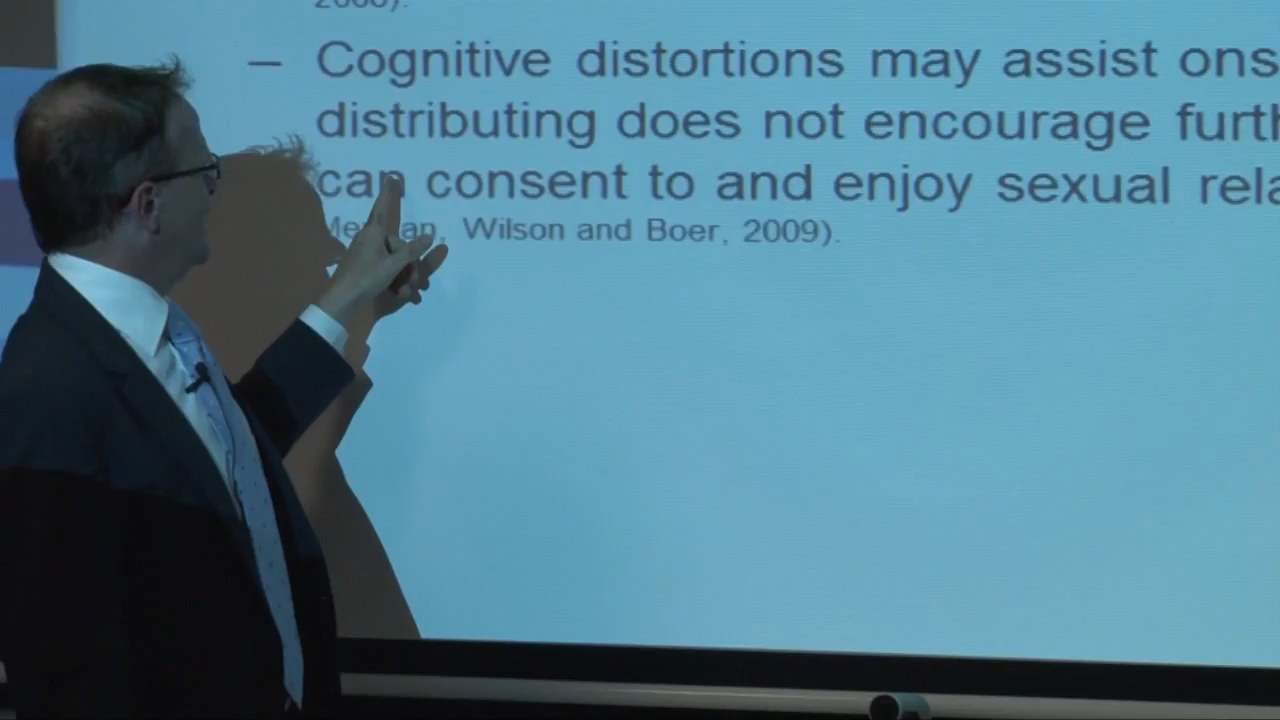 – Cognitive distortions may assist ons
distributing does not encourage furth
can consent to and enjoy sexual rela
Wilson and Boer, 2009).